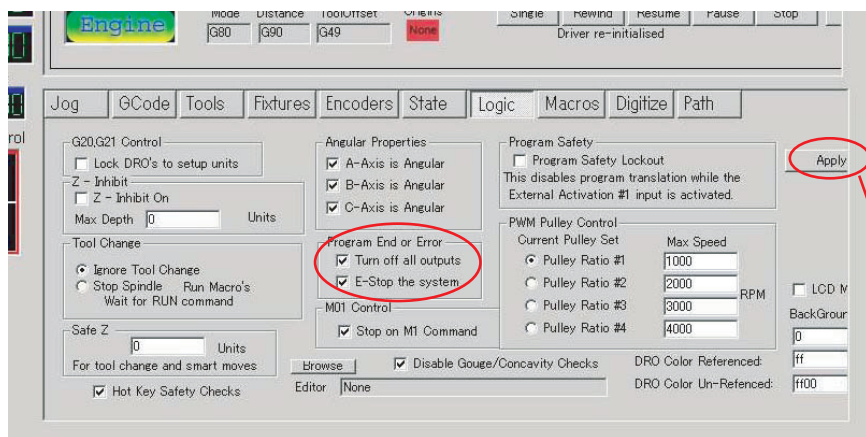 Mode Distance ToolOffset Origins
Engine
G80 G90 G49 None
Single Rewind Resume Pause Stop
Driver re-initialised
Jog GCode Tools Fixtures Encoders State Logic Macros Digitize Path
rol
G20,G21 Control
Lock DRO's to setup units
Z - Inhibit
Z - Inhibit On
Max Depth 0 Units
Tool Change
Ignore Tool Change
Stop Spindle Run Macro's
Wait for RUN command
Safe Z
0 Units
For tool change and smart moves
Hot Key Safety Checks
Angular Properties
A-Axis is Angular
B-Axis is Angular
C-Axis is Angular
Program End or Error
Turn off all outputs
E-Stop the system
M01 Control
Stop on M1 Command
Browse Disable Gouge/Concavity Checks
Editor None
Program Safety
Program Safety Lockout
This disables program translation while the
External Activation #1 input is activated.
PWM Pulley Control
Current Pulley Set Max Speed
Pulley Ratio #1 1000
Pulley Ratio #2 2000
RPM
Pulley Ratio #3 3000
Pulley Ratio #4 4000
DRO Color Referenced: ff
DRO Color Un-Refenced: ff00
Apply
LCD M
BackGroun
0